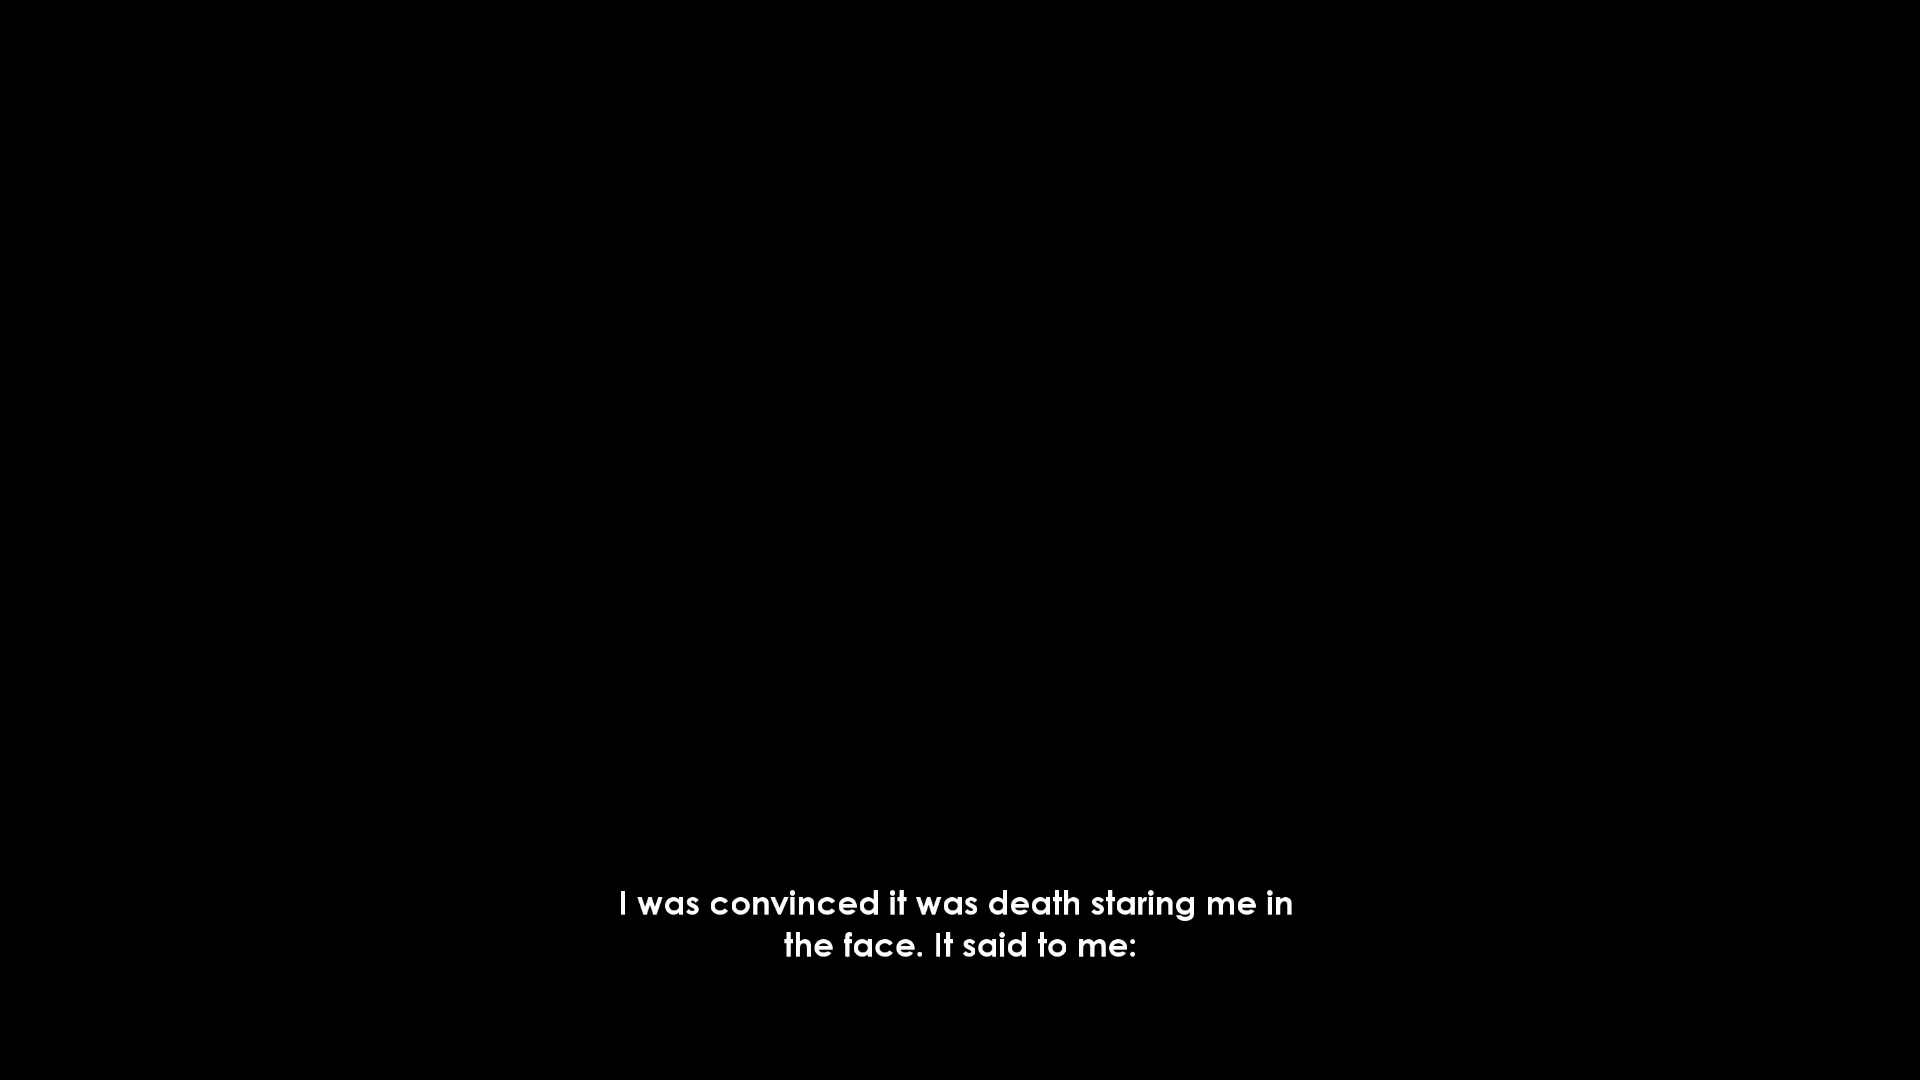 I was convinced it was death staring me in
the face. It said to me: